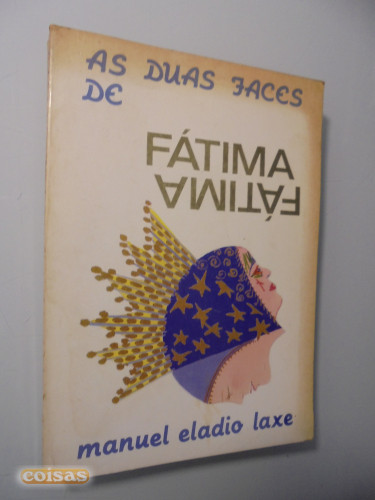 AS DUAS FACES
DE
FÁTIMA
FÁTIMA
manuel eladio laxe
coisas